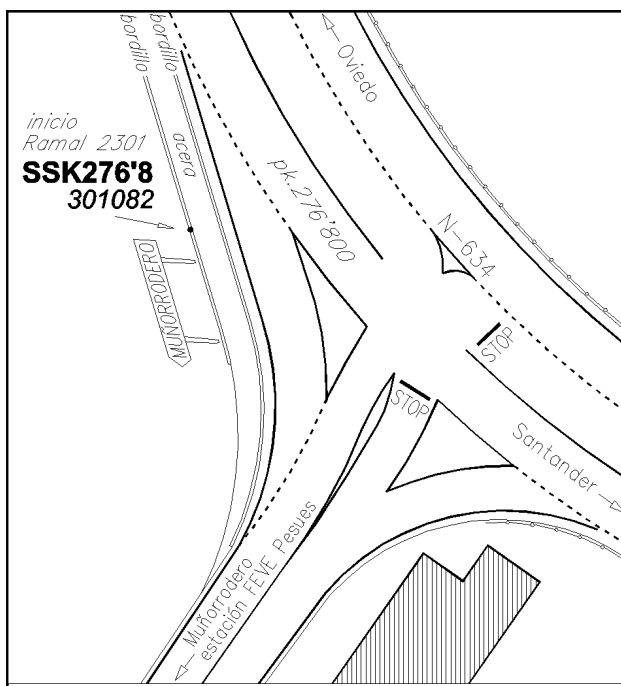 bordillo
bordillo
acera
inicio
Ramal 2301
SSK276'8
301082
MUÑORRODERO
Oviedo
pk.276'800
N-634
STOP
STOP
Santander
Muñorrodero
estación FEVE Pesues